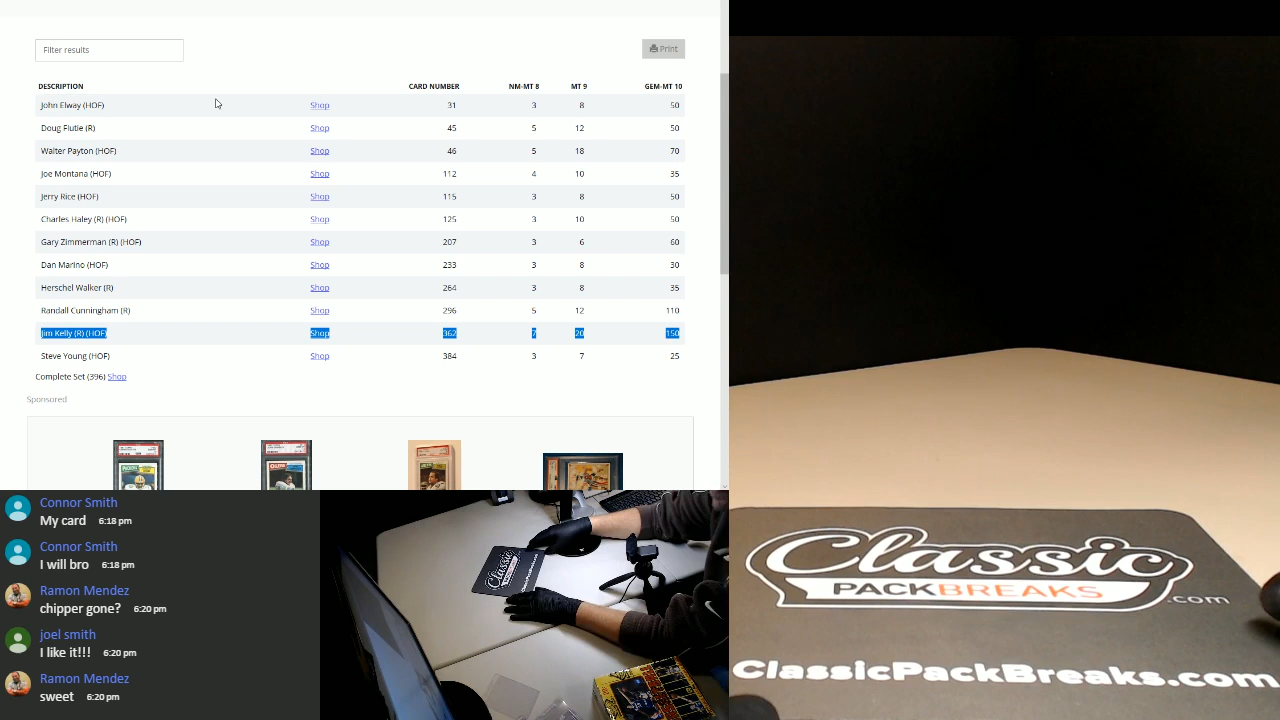 Filter results
Print
DESCRIPTION CARD NUMBER NM-MT 8 MT 9 GEM-MT 10
John Elway (HOF) Shop 31 3 8 50
Doug Flutie (R) Shop 45 5 12 50
Walter Payton (HOF) Shop 46 5 18 70
Joe Montana (HOF) Shop 112 4 10 35
Jerry Rice (HOF) Shop 115 3 8 50
Charles Haley (R) (HOF) Shop 125 3 10 50
Gary Zimmerman (R) (HOF) Shop 207 3 6 60
Dan Marino (HOF) Shop 233 3 8 30
Herschel Walker (R) Shop 264 3 8 35
Randall Cunningham (R) Shop 296 5 12 110
Jim Kelly (R) (HOF) Shop 362 7 20 150
Steve Young (HOF) Shop 384 3 7 25
Complete Set (396) Shop
Sponsored
Connor Smith
My card 6:18 pm
Connor Smith
I will bro 6:18 pm
Ramon Mendez
chipper gone? 6:20 pm
joel smith
I like it!!! 6:20 pm
Ramon Mendez
sweet 6:20 pm
Classic
PACKBREAKS.com
ClassicPackBreaks.com